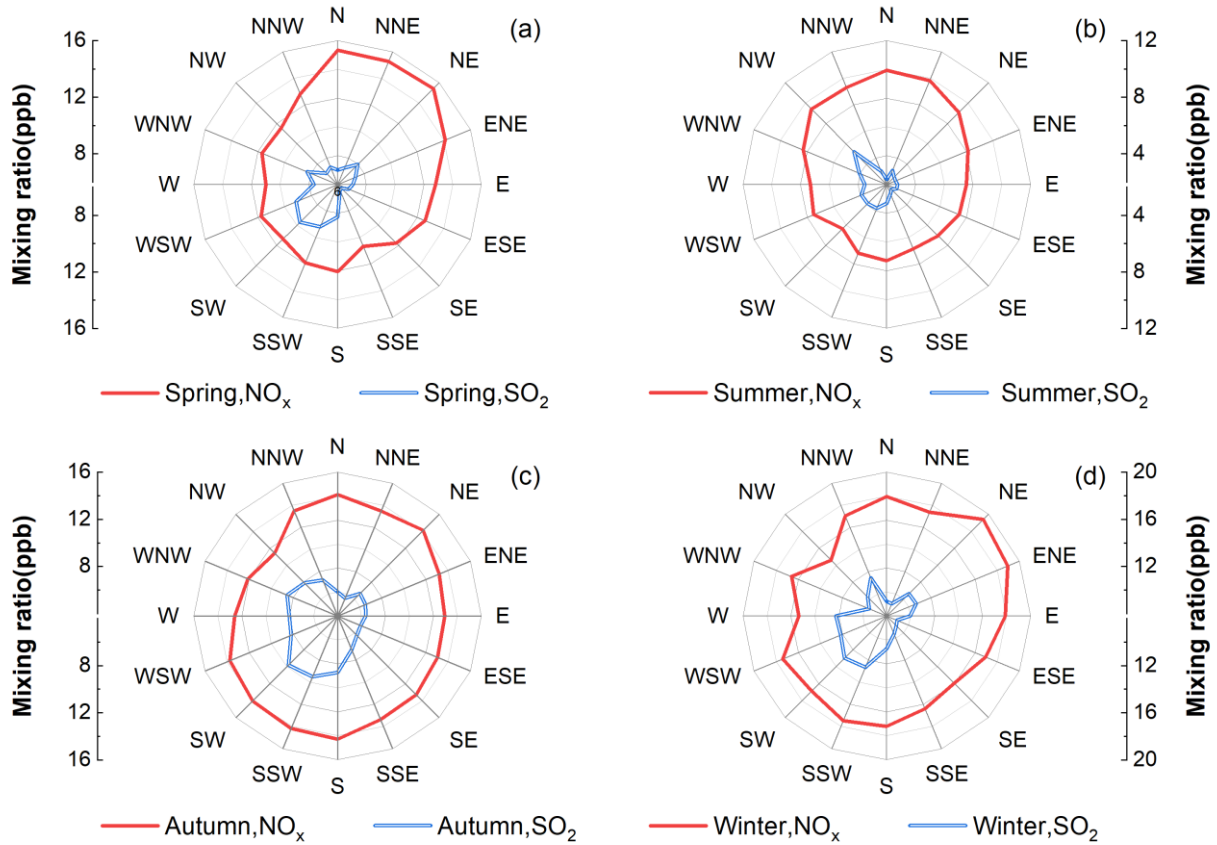 (a)
Mixing ratio(ppb)
16
12
8
8
12
16
N
NNE
NE
ENE
E
ESE
SE
SSE
S
SSW
SW
WSW
W
WNW
NW
NNW
6
Spring,NOₓ
Spring,SO₂
(b)
N
NNE
NE
ENE
E
ESE
SE
SSE
S
SSW
SW
WSW
W
WNW
NW
NNW
12
8
4
4
8
12
Mixing ratio(ppb)
Summer,NOₓ
Summer,SO₂
(c)
Mixing ratio(ppb)
16
12
8
8
12
16
N
NNE
NE
ENE
E
ESE
SE
SSE
S
SSW
SW
WSW
W
WNW
NW
NNW
Autumn,NOₓ
Autumn,SO₂
(d)
N
NNE
NE
ENE
E
ESE
SE
SSE
S
SSW
SW
WSW
W
WNW
NW
NNW
20
16
12
12
16
20
Mixing ratio(ppb)
Winter,NOₓ
Winter,SO₂